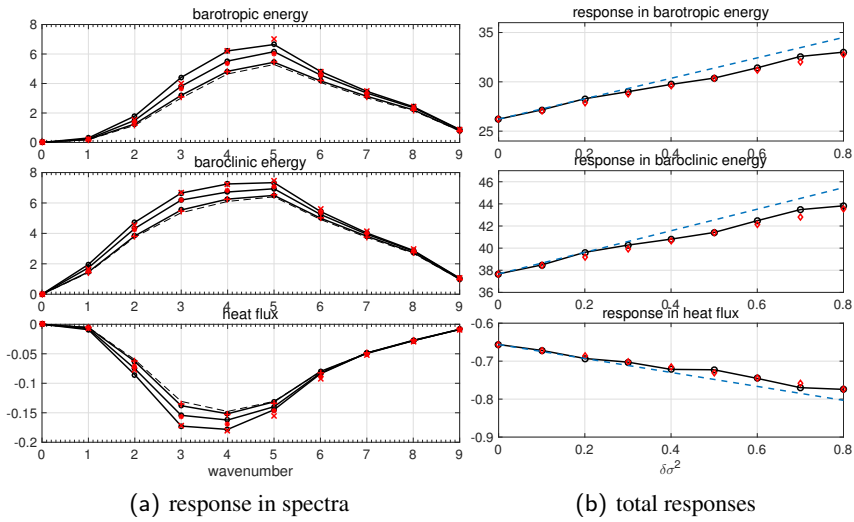 barotropic energy
8
6
4
2
0
0 1 2 3 4 5 6 7 8 9
baroclinic energy
8
6
4
2
0
0 1 2 3 4 5 6 7 8 9
heat flux
0
-0.05
-0.1
-0.15
-0.2
0 1 2 3 4 5 6 7 8 9
wavenumber
(a) response in spectra
response in barotropic energy
35
30
25
0 0.2 0.4 0.6 0.8
response in baroclinic energy
46
44
42
40
38
36
0 0.2 0.4 0.6 0.8
response in heat flux
-0.6
-0.7
-0.8
-0.9
0 0.2 0.4 0.6 0.8
δσ²
(b) total responses